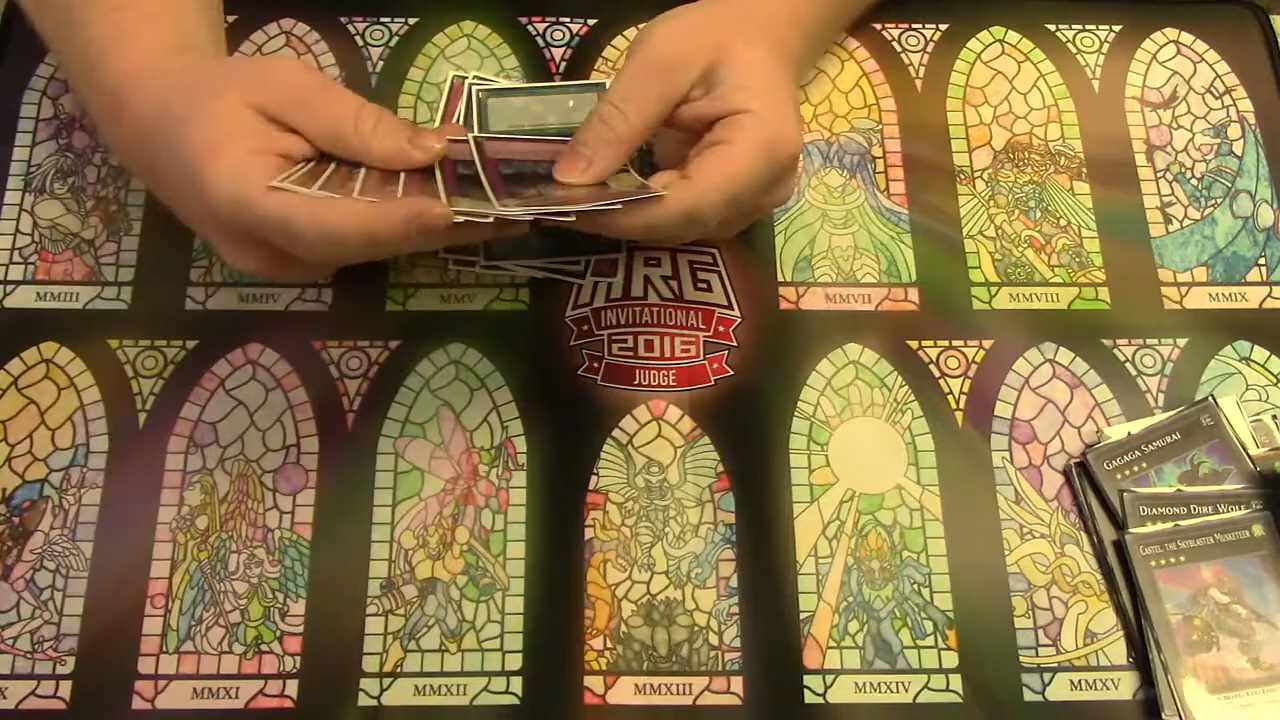 MMIII
MMIV
MMV
MMVII
MMVIII
MMIX
ARG
INVITATIONAL
2016
JUDGE
GAGAGA SAMURAI
DIAMOND DIRE WOLF
CASTEL, THE SKYBLASTER MUSKETEER
X
MMXI
MMXII
MMXIII
MMXIV
MMXV